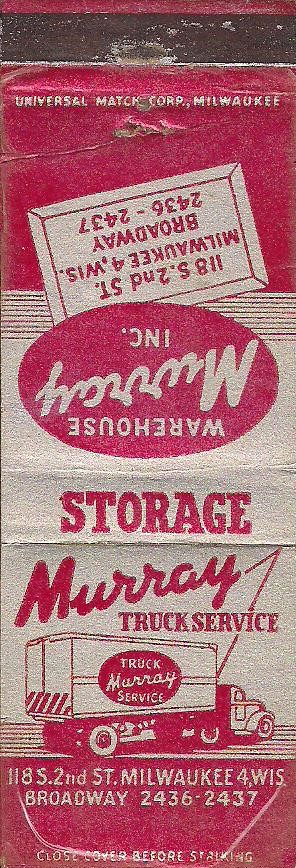 UNIVERSAL MATCH CORP., MILWAUKEE
WAREHOUSE
Murray
INC.
118 S. 2nd ST.
MILWAUKEE 4, WIS.
BROADWAY
2436 - 2437
STORAGE
Murray
TRUCK SERVICE
TRUCK
Murray
SERVICE
118 S. 2nd ST. MILWAUKEE 4, WIS.
BROADWAY 2436-2437
CLOSE COVER BEFORE STRIKING